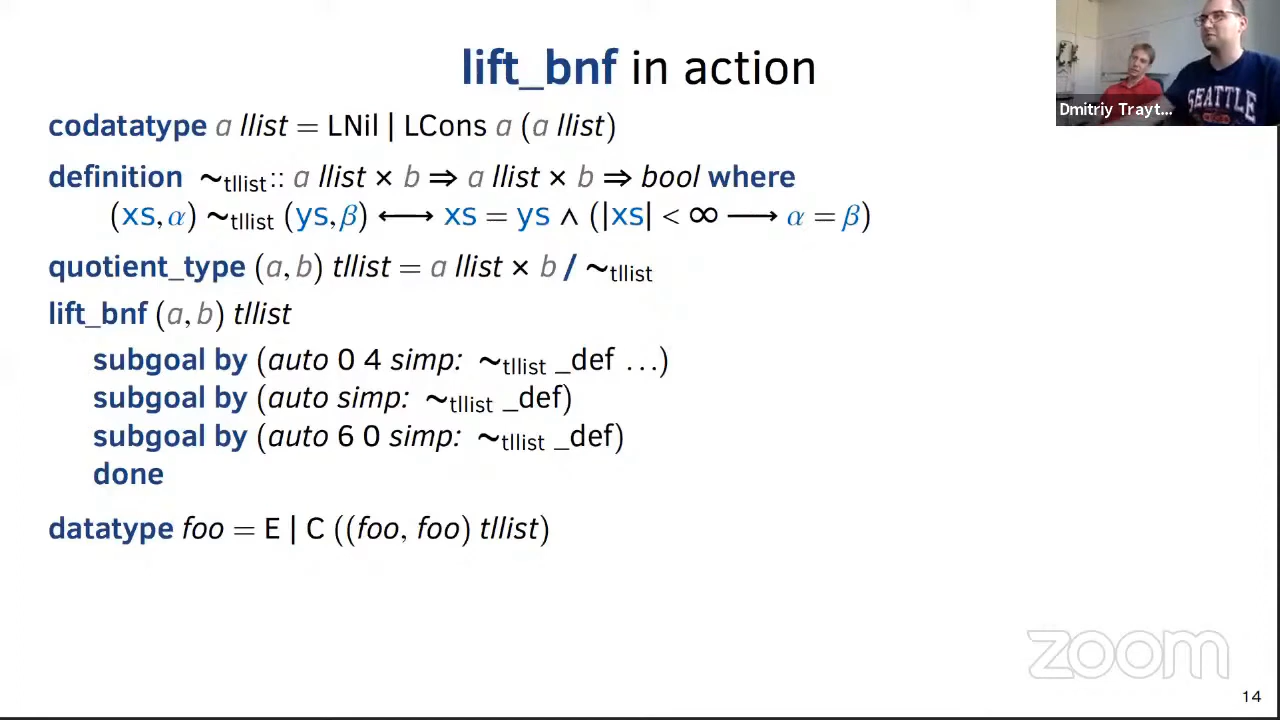 lift_bnf in action
codatatype a llist = LNil | LCons a (a llist)
definition ∼tllist :: a llist × b ⇒ a llist × b ⇒ bool where
(xs, α) ∼tllist (ys, β) ⟷ xs = ys ∧ (|xs| < ∞ ⟶ α = β)
quotient_type (a, b) tllist = a llist × b / ∼tllist
lift_bnf (a, b) tllist
subgoal by (auto 0 4 simp: ∼tllist _def ...)
subgoal by (auto simp: ∼tllist _def)
subgoal by (auto 6 0 simp: ∼tllist _def)
done
datatype foo = E | C ((foo, foo) tllist)
SEATTLE
Dmitriy Trayt...
zoom
14